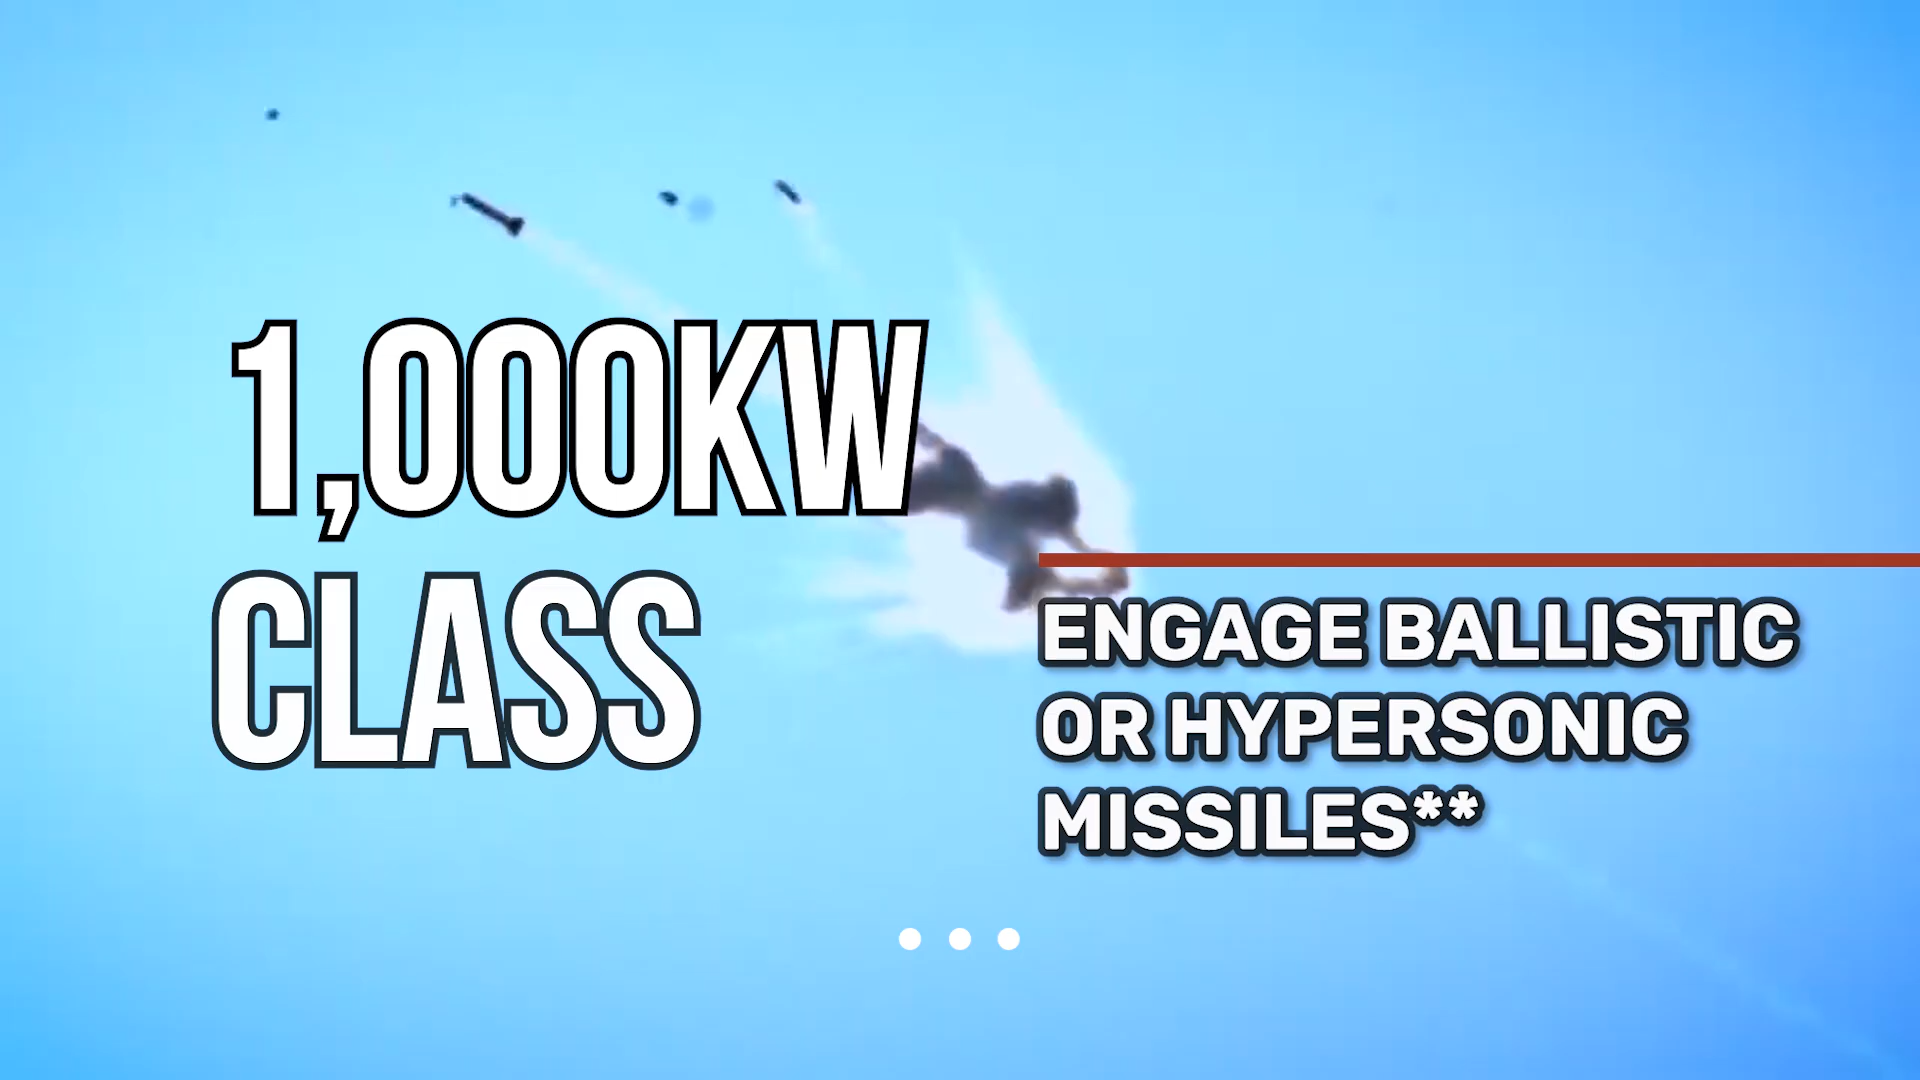 1,000KW
CLASS
ENGAGE BALLISTIC
OR HYPERSONIC
MISSILES**